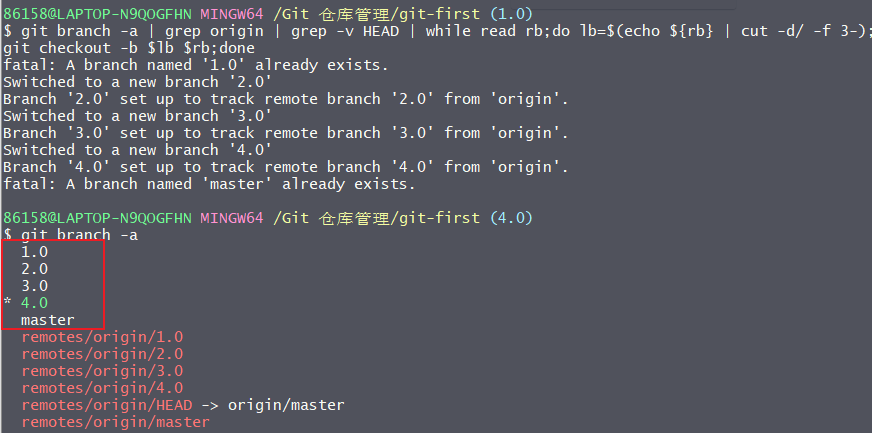 86158@LAPTOP-N9QOGFHN MINGW64 /Git 仓库管理/git-first (1.0)
$ git branch -a | grep origin | grep -v HEAD | while read rb;do lb=$(echo ${rb} | cut -d/ -f 3-);
git checkout -b $lb $rb;done
fatal: A branch named '1.0' already exists.
Switched to a new branch '2.0'
Branch '2.0' set up to track remote branch '2.0' from 'origin'.
Switched to a new branch '3.0'
Branch '3.0' set up to track remote branch '3.0' from 'origin'.
Switched to a new branch '4.0'
Branch '4.0' set up to track remote branch '4.0' from 'origin'.
fatal: A branch named 'master' already exists.
86158@LAPTOP-N9QOGFHN MINGW64 /Git 仓库管理/git-first (4.0)
$ git branch -a
1.0
2.0
3.0
* 4.0
master
remotes/origin/1.0
remotes/origin/2.0
remotes/origin/3.0
remotes/origin/4.0
remotes/origin/HEAD -> origin/master
remotes/origin/master